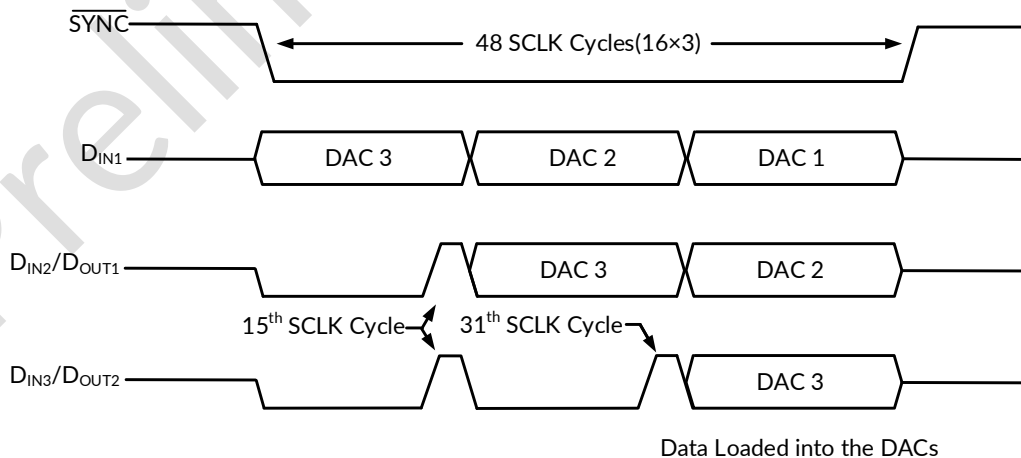 SYNC
48 SCLK Cycles(16×3)
DIN1
DAC 3
DAC 2
DAC 1
DIN2/DOUT1
DAC 3
DAC 2
15th SCLK Cycle
31th SCLK Cycle
DIN3/DOUT2
DAC 3
Data Loaded into the DACs
Prelim